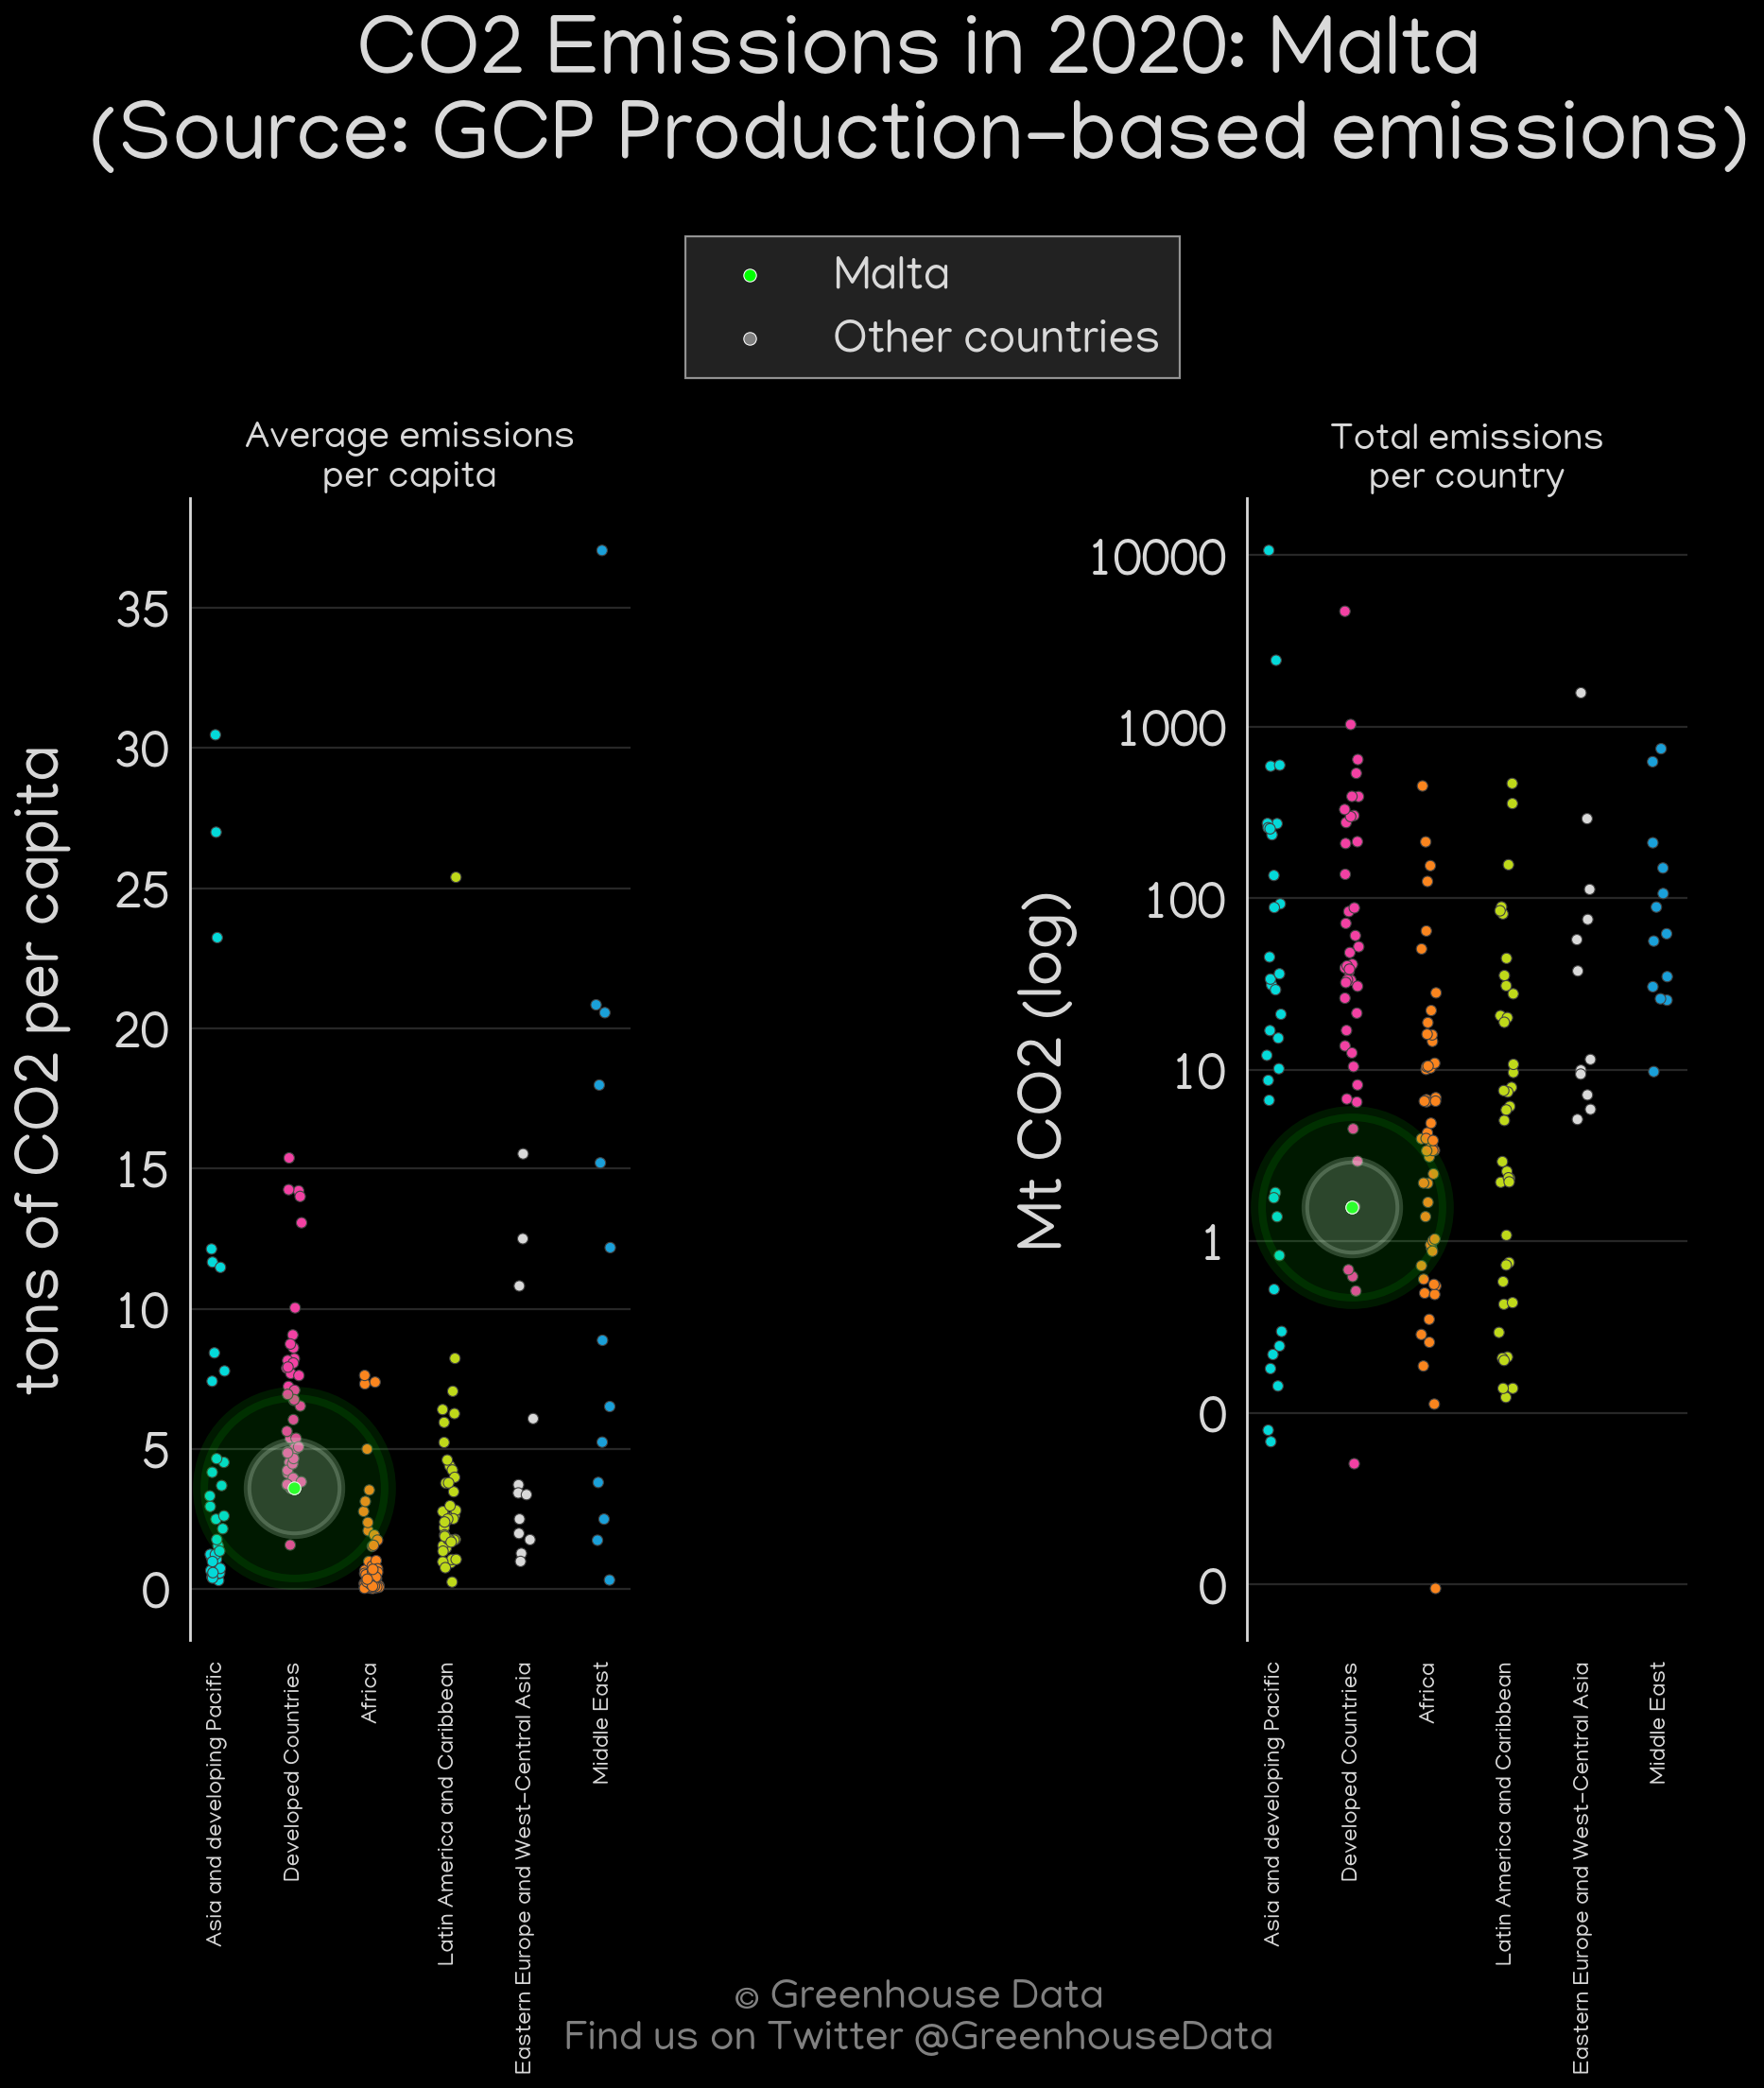 CO2 Emissions in 2020: Malta
(Source: GCP Production-based emissions)
Malta
Other countries
Average emissions
per capita
tons of CO2 per capita
35
30
25
20
15
10
5
0
Asia and developing Pacific
Developed Countries
Africa
Latin America and Caribbean
Eastern Europe and West-Central Asia
Middle East
Total emissions
per country
Mt CO2 (log)
10000
1000
100
10
1
0
0
Asia and developing Pacific
Developed Countries
Africa
Latin America and Caribbean
Eastern Europe and West-Central Asia
Middle East
© Greenhouse Data
Find us on Twitter @GreenhouseData